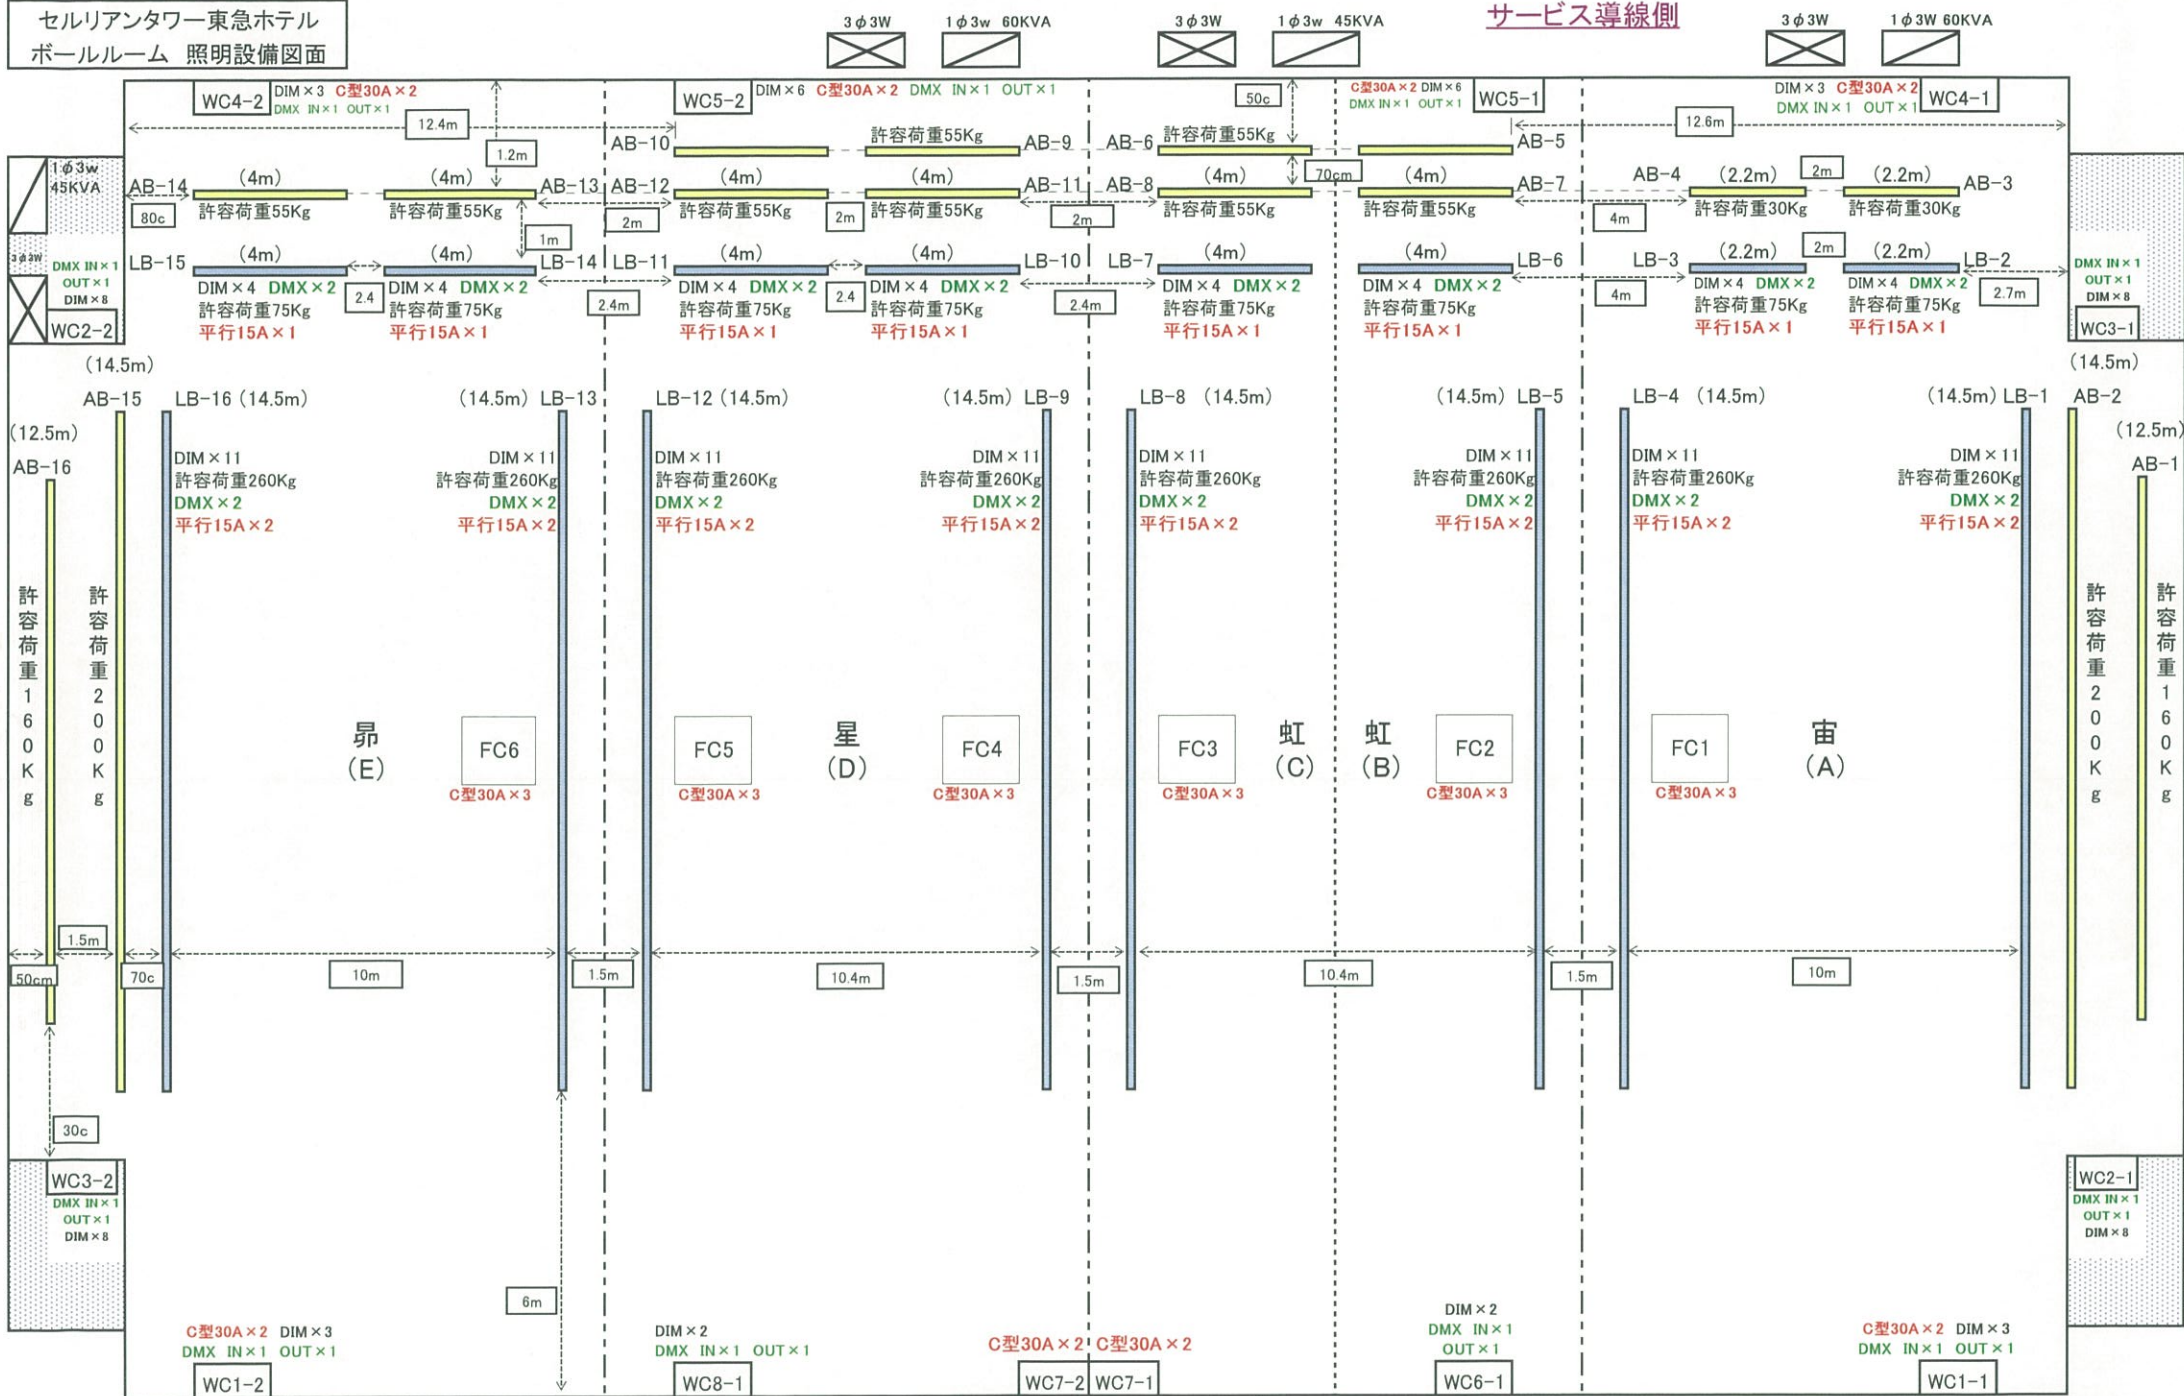 セルリアンタワー東急ホテル
ボールルーム 照明設備図面
3φ3W
1φ3w 60KVA
3φ3W
1φ3w 45KVA
サービス導線側
3φ3W
1φ3W 60KVA
WC4-2
DIM×3 C型30A×2
DMX IN×1 OUT×1
WC5-2
DIM×6 C型30A×2 DMX IN×1 OUT×1
50c
C型30A×2 DIM×6
DMX IN×1 OUT×1
WC5-1
DIM×3 C型30A×2
DMX IN×1 OUT×1
WC4-1
12.4m
12.6m
1.2m
AB-10
許容荷重55Kg
AB-9
AB-6
許容荷重55Kg
AB-5
70cm
1φ3w
45KVA
AB-14
(4m)
許容荷重55Kg
(4m)
許容荷重55Kg
AB-13
AB-12
(4m)
許容荷重55Kg
(4m)
許容荷重55Kg
AB-11
AB-8
(4m)
許容荷重55Kg
(4m)
許容荷重55Kg
AB-7
AB-4
(2.2m)
許容荷重30Kg
2m
(2.2m)
許容荷重30Kg
AB-3
80c
2m
2m
2m
4m
1m
3φ3W
DMX IN×1
OUT×1
DIM×8
WC2-2
LB-15
(4m)
DIM×4 DMX×2
許容荷重75Kg
平行15A×1
2.4
(4m)
DIM×4 DMX×2
許容荷重75Kg
平行15A×1
LB-14
2.4m
LB-11
(4m)
DIM×4 DMX×2
許容荷重75Kg
平行15A×1
2.4
(4m)
DIM×4 DMX×2
許容荷重75Kg
平行15A×1
LB-10
2.4m
LB-7
(4m)
DIM×4 DMX×2
許容荷重75Kg
平行15A×1
(4m)
DIM×4 DMX×2
許容荷重75Kg
平行15A×1
LB-6
4m
LB-3
(2.2m)
DIM×4 DMX×2
許容荷重75Kg
平行15A×1
2m
(2.2m)
DIM×4 DMX×2
許容荷重75Kg
平行15A×1
LB-2
2.7m
DMX IN×1
OUT×1
DIM×8
WC3-1
(14.5m)
AB-15
LB-16 (14.5m)
(14.5m) LB-13
LB-12 (14.5m)
(14.5m) LB-9
LB-8 (14.5m)
(14.5m) LB-5
LB-4 (14.5m)
(14.5m) LB-1
(14.5m)
AB-2
(12.5m)
AB-16
(12.5m)
AB-1
DIM×11
許容荷重260Kg
DMX×2
平行15A×2
DIM×11
許容荷重260Kg
DMX×2
平行15A×2
DIM×11
許容荷重260Kg
DMX×2
平行15A×2
DIM×11
許容荷重260Kg
DMX×2
平行15A×2
DIM×11
許容荷重260Kg
DMX×2
平行15A×2
DIM×11
許容荷重260Kg
DMX×2
平行15A×2
DIM×11
許容荷重260Kg
DMX×2
平行15A×2
DIM×11
許容荷重260Kg
DMX×2
平行15A×2
許容荷重160Kg
許容荷重200Kg
許容荷重200Kg
許容荷重160Kg
昴
(E)
FC6
C型30A×3
FC5
C型30A×3
星
(D)
FC4
C型30A×3
FC3
C型30A×3
虹
(C)
虹
(B)
FC2
C型30A×3
FC1
C型30A×3
宙
(A)
1.5m
50cm
70c
10m
1.5m
10.4m
1.5m
10.4m
1.5m
10m
30c
WC3-2
DMX IN×1
OUT×1
DIM×8
WC2-1
DMX IN×1
OUT×1
DIM×8
6m
C型30A×2 DIM×3
DMX IN×1 OUT×1
WC1-2
DIM×2
DMX IN×1 OUT×1
WC8-1
C型30A×2
WC7-2
C型30A×2
WC7-1
DIM×2
DMX IN×1
OUT×1
WC6-1
C型30A×2 DIM×3
DMX IN×1 OUT×1
WC1-1